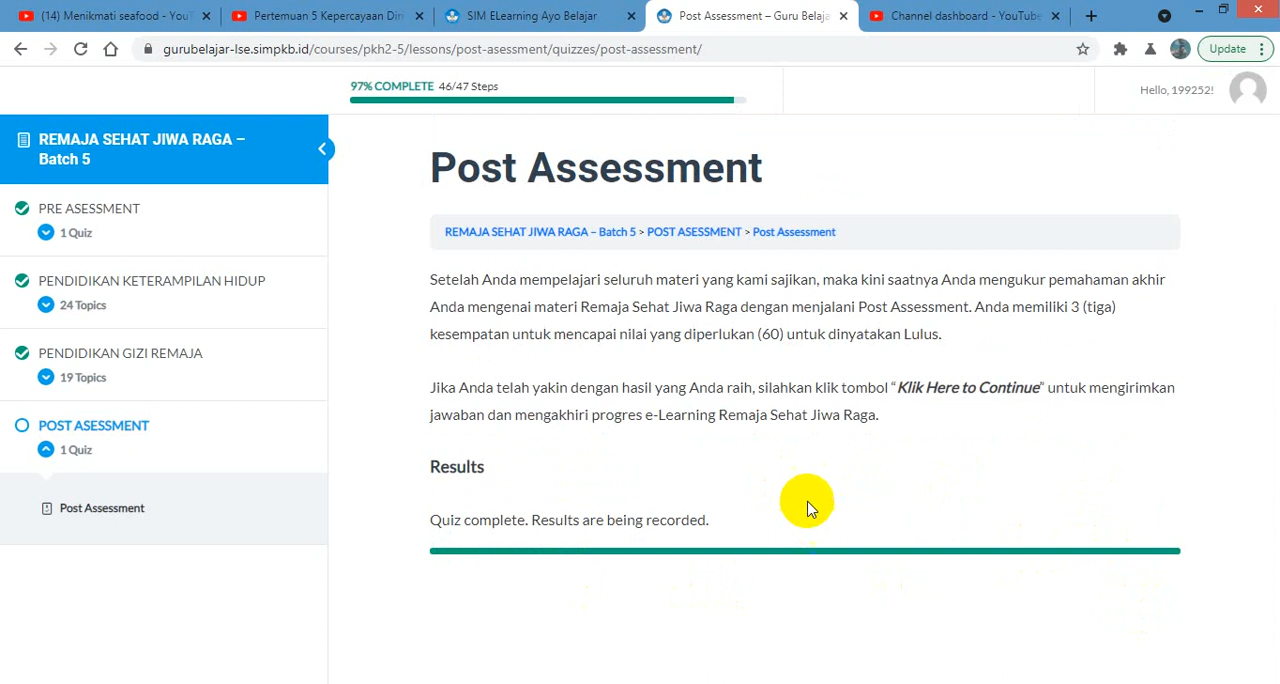 (14) Menikmati seafood - YouT
Pertemuan 5 Kepercayaan Diri
SIM ELearning Ayo Belajar
Post Assessment – Guru Belaja
Channel dashboard - YouTube
gurubelajar-lse.simpkb.id/courses/pkh2-5/lessons/post-asessment/quizzes/post-assessment/
Update
97% COMPLETE 46/47 Steps
Hello, 199252!
REMAJA SEHAT JIWA RAGA –
Batch 5
PRE ASESSMENT
1 Quiz
PENDIDIKAN KETERAMPILAN HIDUP
24 Topics
PENDIDIKAN GIZI REMAJA
19 Topics
POST ASESSMENT
1 Quiz
Post Assessment
Post Assessment
REMAJA SEHAT JIWA RAGA – Batch 5 > POST ASESSMENT > Post Assessment
Setelah Anda mempelajari seluruh materi yang kami sajikan, maka kini saatnya Anda mengukur pemahaman akhir
Anda mengenai materi Remaja Sehat Jiwa Raga dengan menjalani Post Assessment. Anda memiliki 3 (tiga)
kesempatan untuk mencapai nilai yang diperlukan (60) untuk dinyatakan Lulus.
Jika Anda telah yakin dengan hasil yang Anda raih, silahkan klik tombol “Klik Here to Continue” untuk mengirimkan
jawaban dan mengakhiri progres e-Learning Remaja Sehat Jiwa Raga.
Results
Quiz complete. Results are being recorded.